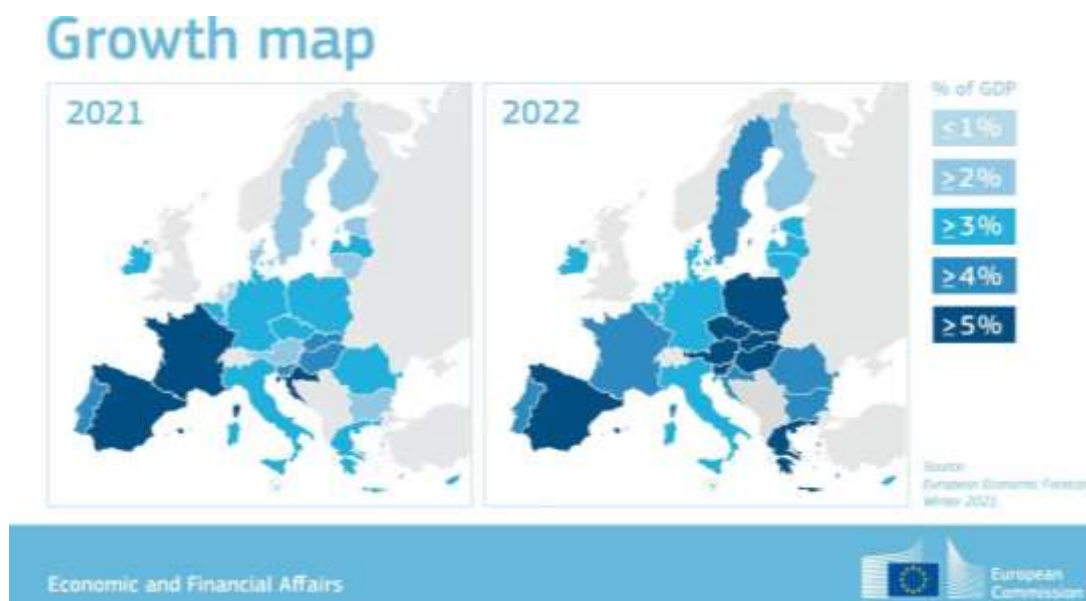 Growth map
2021
2022
% of GDP
≤1%
≥2%
≥3%
≥4%
≥5%
Source:
European Economic Forecast
Winter 2021
Economic and Financial Affairs
European
Commission